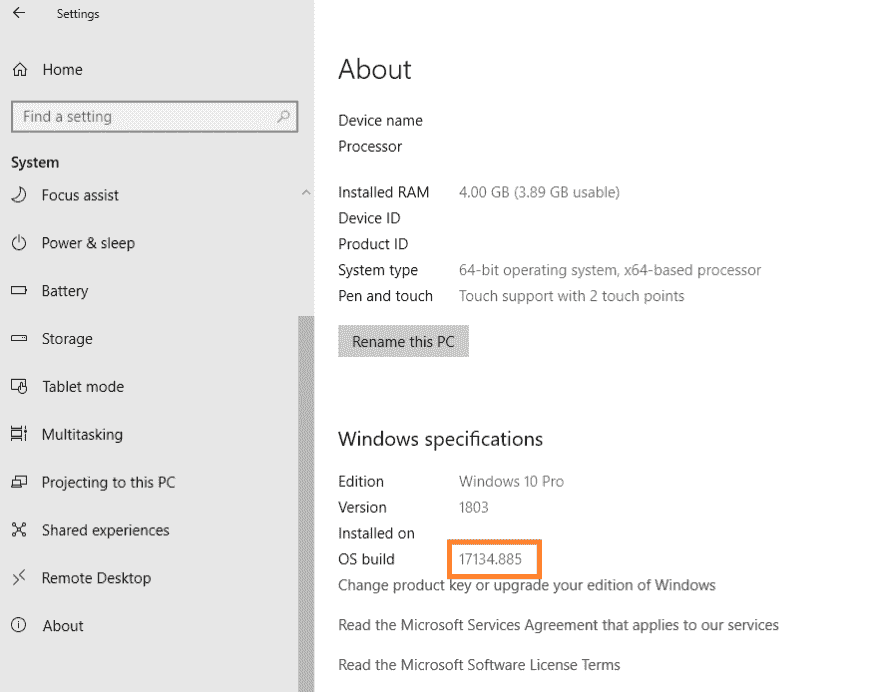 Settings
Home
Find a setting
System
Focus assist
Power & sleep
Battery
Storage
Tablet mode
Multitasking
Projecting to this PC
Shared experiences
Remote Desktop
About
About
Device name
Processor
Installed RAM 4.00 GB (3.89 GB usable)
Device ID
Product ID
System type 64-bit operating system, x64-based processor
Pen and touch Touch support with 2 touch points
Rename this PC
Windows specifications
Edition Windows 10 Pro
Version 1803
Installed on
OS build 17134.885
Change product key or upgrade your edition of Windows
Read the Microsoft Services Agreement that applies to our services
Read the Microsoft Software License Terms